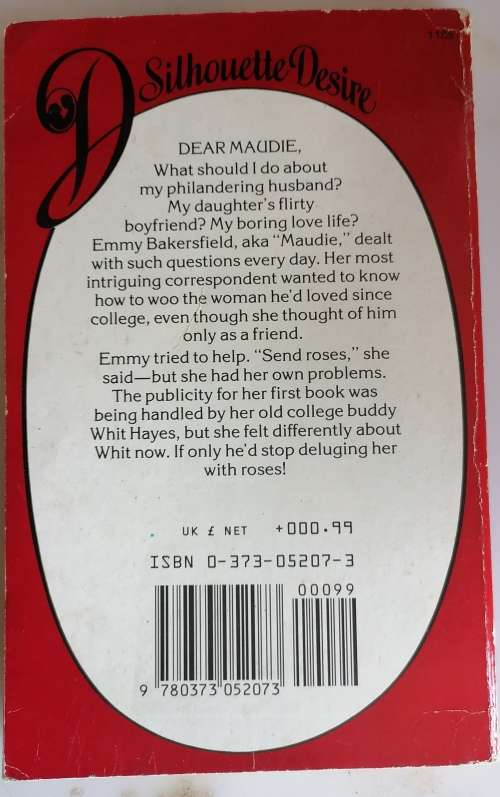 Silhouette Desire
DEAR MAUDIE,
What should I do about
my philandering husband?
My daughter's flirty
boyfriend? My boring love life?
Emmy Bakersfield, aka "Maudie," dealt
with such questions every day. Her most
intriguing correspondent wanted to know
how to woo the woman he'd loved since
college, even though she thought of him
only as a friend.
Emmy tried to help. "Send roses," she
said—but she had her own problems.
The publicity for her first book was
being handled by her old college buddy
Whit Hayes, but she felt differently about
Whit now. If only he'd stop deluging her
with roses!
UK £ NET +000.99
ISBN 0-373-05207-3
00099
9 780373 052073